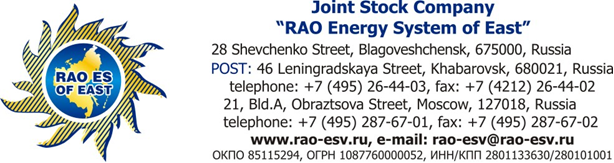 RAO ES
OF EAST
Joint Stock Company
“RAO Energy System of East”
28 Shevchenko Street, Blagoveshchensk, 675000, Russia
POST: 46 Leningradskaya Street, Khabarovsk, 680021, Russia
telephone: +7 (495) 26-44-03, fax: +7 (4212) 26-44-02
21, Bld.A, Obraztsova Street, Moscow, 127018, Russia
telephone: +7 (495) 287-67-01, fax: +7 (495) 287-67-02
www.rao-esv.ru, e-mail: rao-esv@rao-esv.ru
ОКПО 85115294, ОГРН 1087760000052, ИНН/КПП 2801133630/280101001